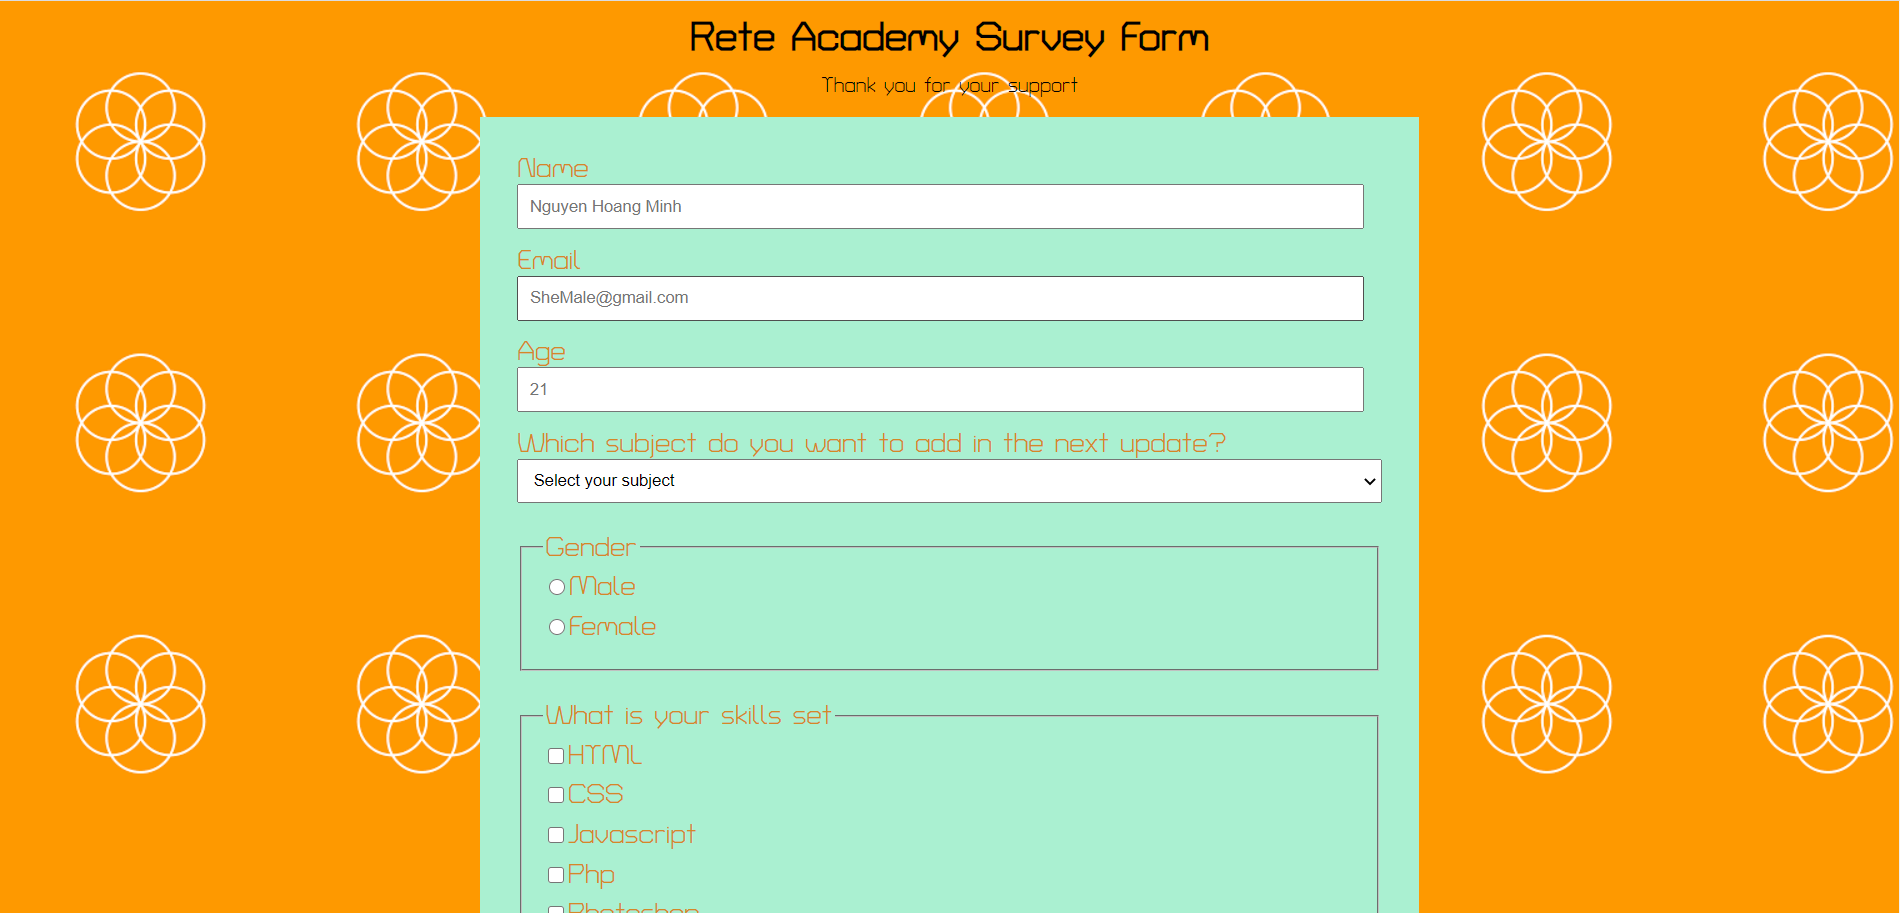 Rete Academy Survey Form
Thank you for your support
Name
Nguyen Hoang Minh
Email
SheMale@gmail.com
Age
21
Which subject do you want to add in the next update?
Select your subject
Gender
Male
Female
What is your skills set
HTML
CSS
Javascript
Php
Photoshop